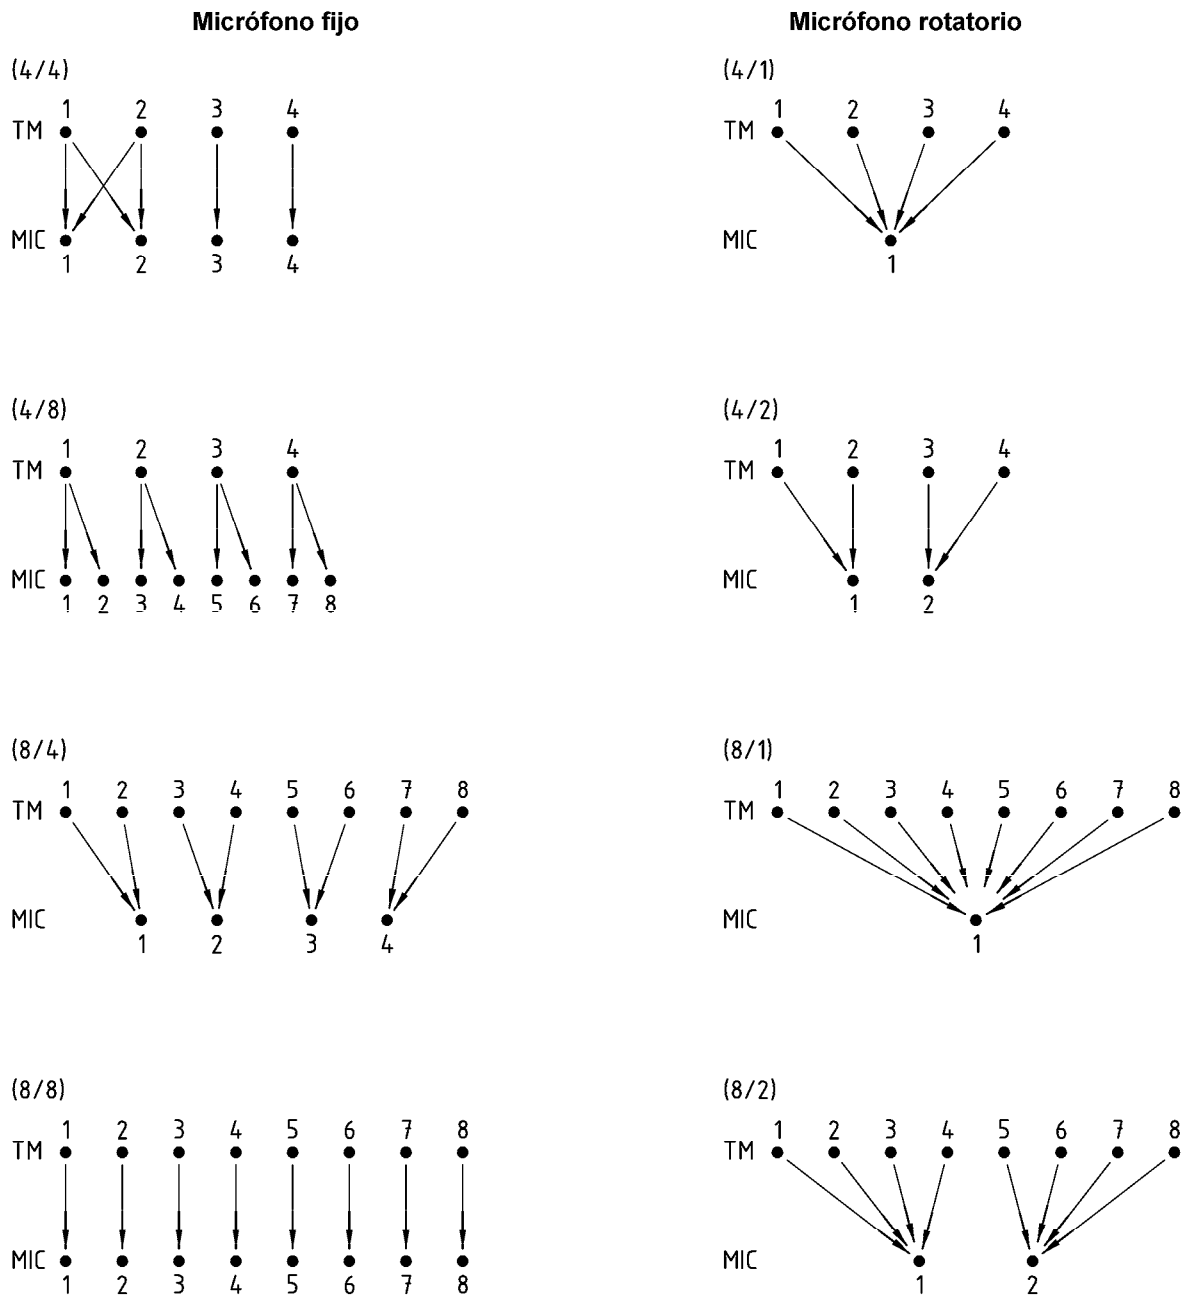 Micrófono fijo
Micrófono rotatorio
(4/4)
1 2 3 4
TM
MIC
1 2 3 4
(4/1)
1 2 3 4
TM
MIC
1
(4/8)
1 2 3 4
TM
MIC
1 2 3 4 5 6 7 8
(4/2)
1 2 3 4
TM
MIC
1 2
(8/4)
1 2 3 4 5 6 7 8
TM
MIC
1 2 3 4
(8/1)
1 2 3 4 5 6 7 8
TM
MIC
1
(8/8)
1 2 3 4 5 6 7 8
TM
MIC
1 2 3 4 5 6 7 8
(8/2)
1 2 3 4 5 6 7 8
TM
MIC
1 2